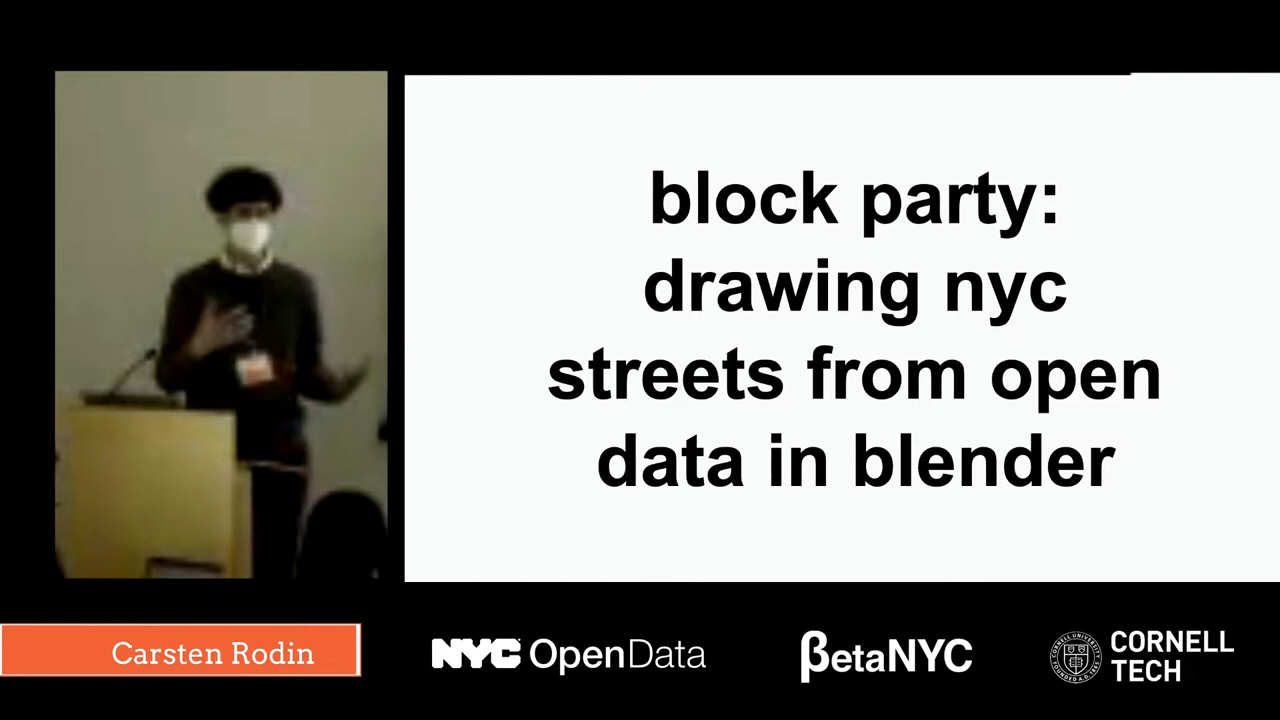 block party:
drawing nyc
streets from open
data in blender
Carsten Rodin
NYC OpenData
βetaNYC
CORNELL
TECH